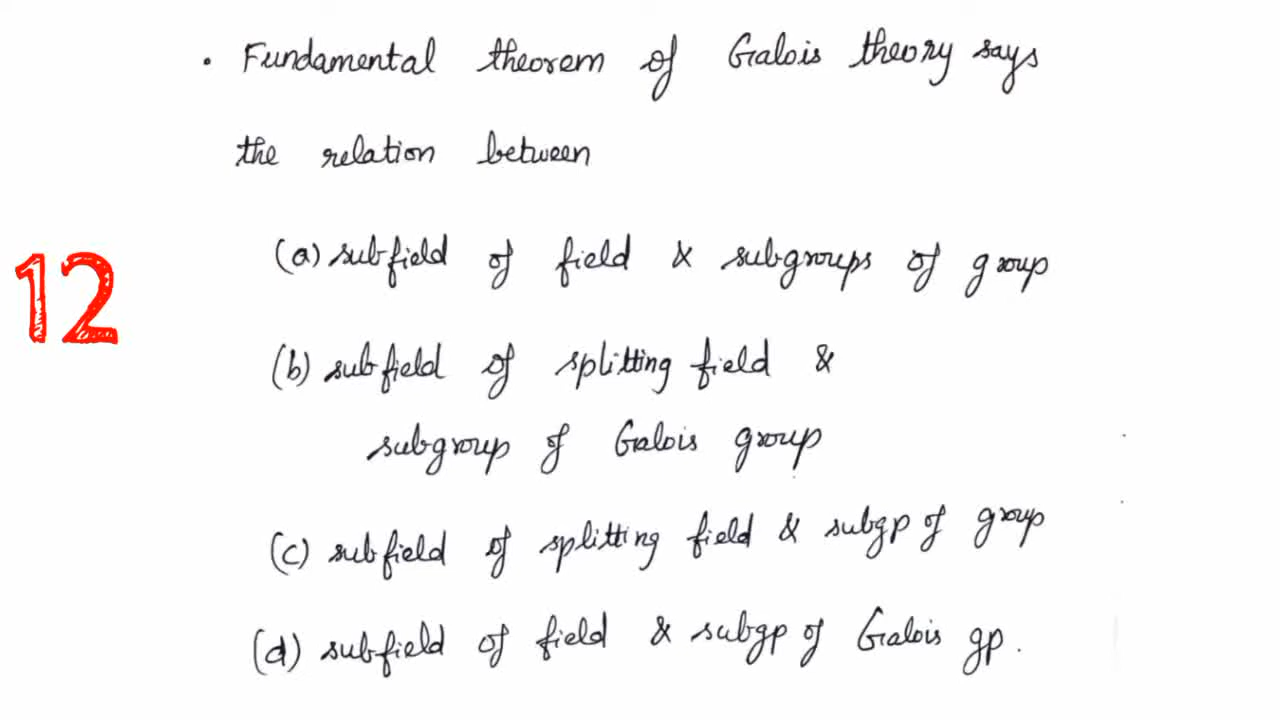 • Fundamental theorem of Galois theory says
the relation between
(a) subfield of field & subgroups of group
12
(b) subfield of splitting field &
subgroup of Galois group
(c) subfield of splitting field & subgp of group
(d) subfield of field & subgp of Galois gp.